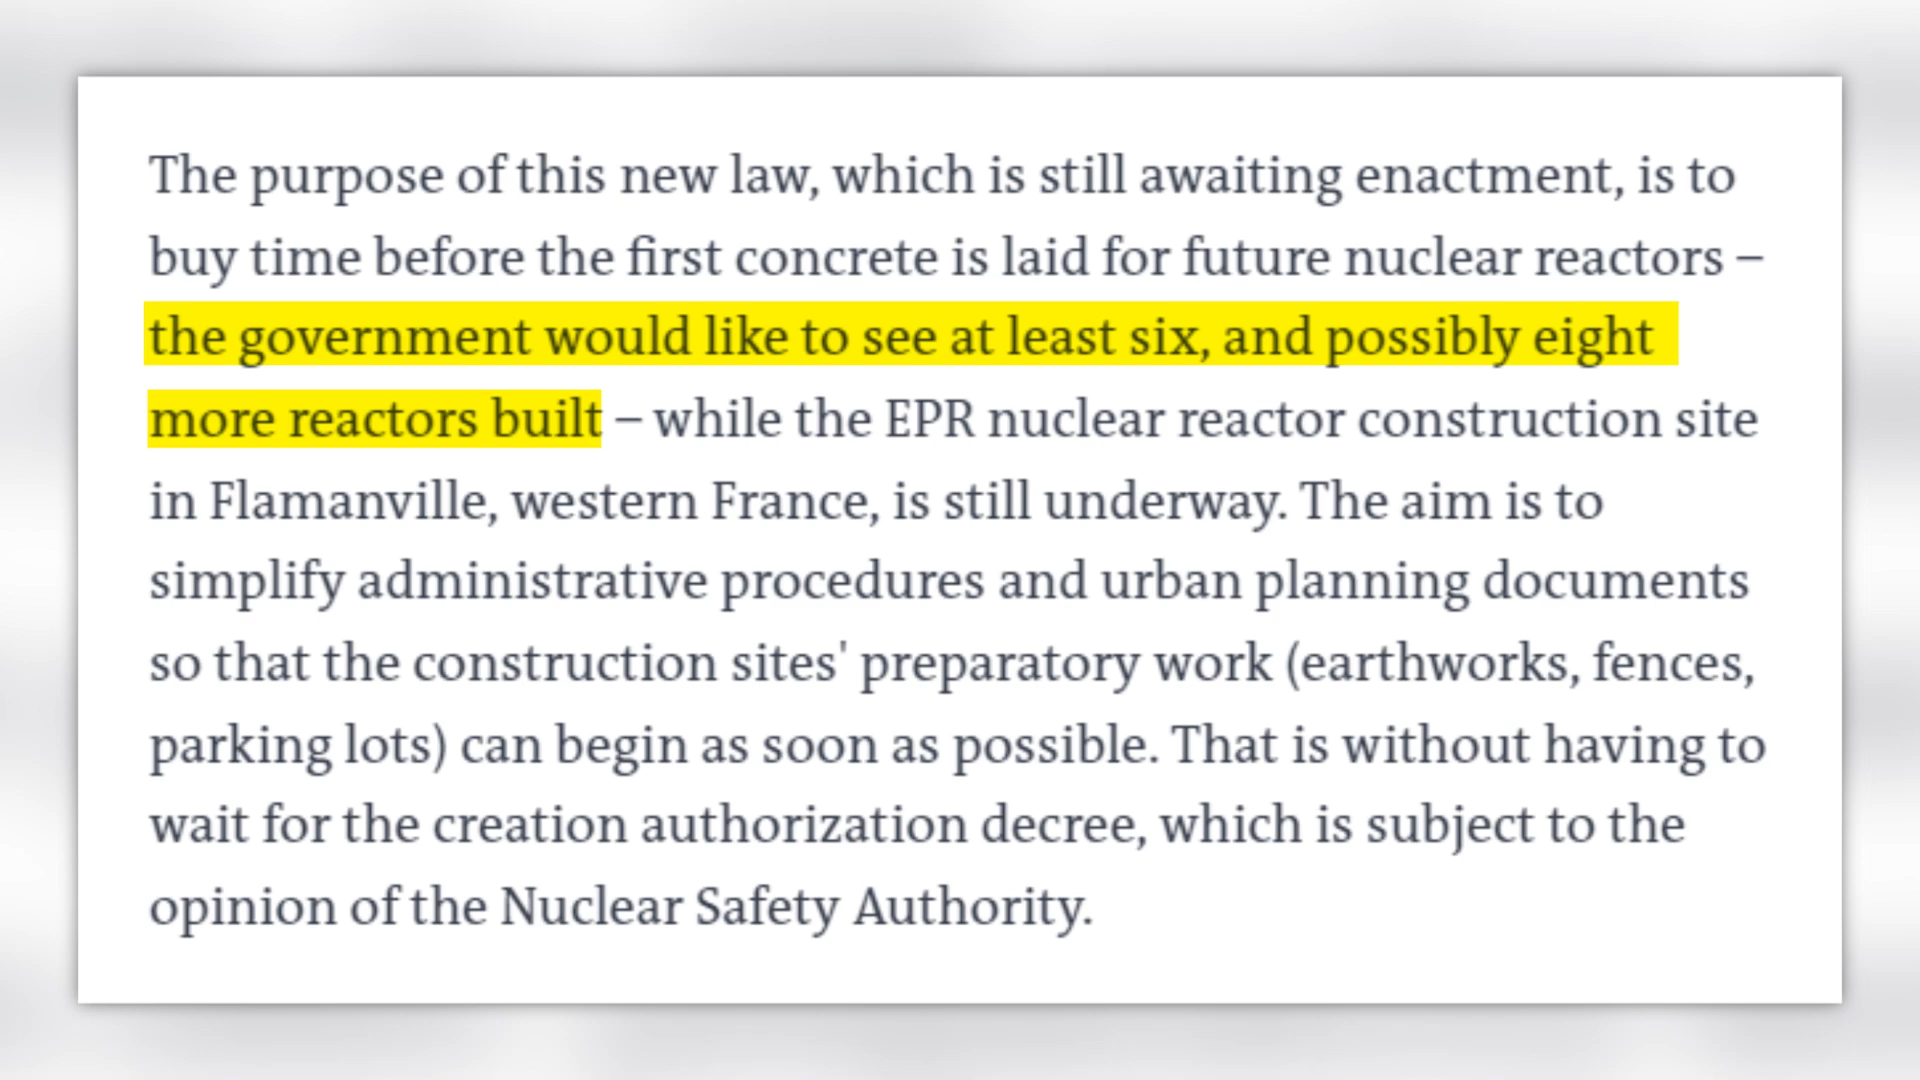 The purpose of this new law, which is still awaiting enactment, is to
buy time before the first concrete is laid for future nuclear reactors –
the government would like to see at least six, and possibly eight
more reactors built – while the EPR nuclear reactor construction site
in Flamanville, western France, is still underway. The aim is to
simplify administrative procedures and urban planning documents
so that the construction sites' preparatory work (earthworks, fences,
parking lots) can begin as soon as possible. That is without having to
wait for the creation authorization decree, which is subject to the
opinion of the Nuclear Safety Authority.